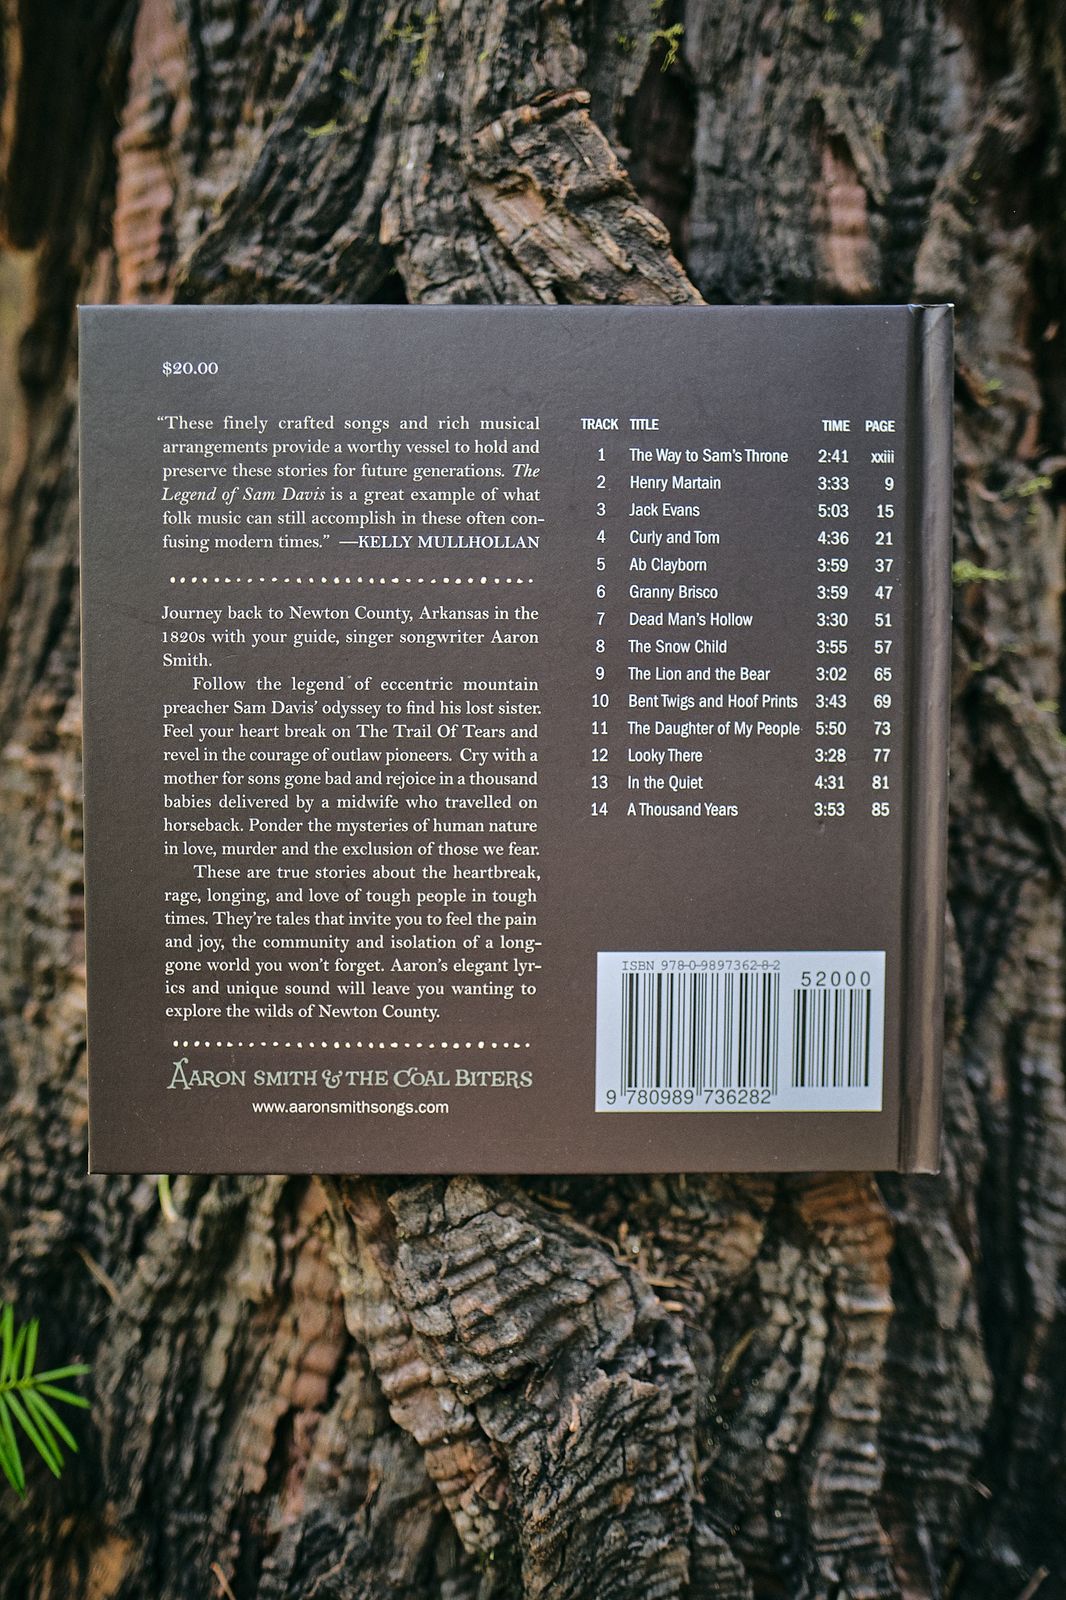 $20.00
“These finely crafted songs and rich musical
arrangements provide a worthy vessel to hold and
preserve these stories for future generations. The
Legend of Sam Davis is a great example of what
folk music can still accomplish in these often con-
fusing modern times.” —KELLY MULLHOLLAN
Journey back to Newton County, Arkansas in the
1820s with your guide, singer songwriter Aaron
Smith.
Follow the legend of eccentric mountain
preacher Sam Davis’ odyssey to find his lost sister.
Feel your heart break on The Trail Of Tears and
revel in the courage of outlaw pioneers. Cry with a
mother for sons gone bad and rejoice in a thousand
babies delivered by a midwife who travelled on
horseback. Ponder the mysteries of human nature
in love, murder and the exclusion of those we fear.
These are true stories about the heartbreak,
rage, longing, and love of tough people in tough
times. They’re tales that invite you to feel the pain
and joy, the community and isolation of a long-
gone world you won’t forget. Aaron’s elegant lyr-
ics and unique sound will leave you wanting to
explore the wilds of Newton County.
AARON SMITH & THE COAL BITERS
www.aaronsmithsongs.com
TRACK TITLE TIME PAGE
1 The Way to Sam’s Throne 2:41 xxiii
2 Henry Martain 3:33 9
3 Jack Evans 5:03 15
4 Curly and Tom 4:36 21
5 Ab Clayborn 3:59 37
6 Granny Brisco 3:59 47
7 Dead Man’s Hollow 3:30 51
8 The Snow Child 3:55 57
9 The Lion and the Bear 3:02 65
10 Bent Twigs and Hoof Prints 3:43 69
11 The Daughter of My People 5:50 73
12 Looky There 3:28 77
13 In the Quiet 4:31 81
14 A Thousand Years 3:53 85
ISBN 978-0-9897362-8-2
52000
9 780989 736282